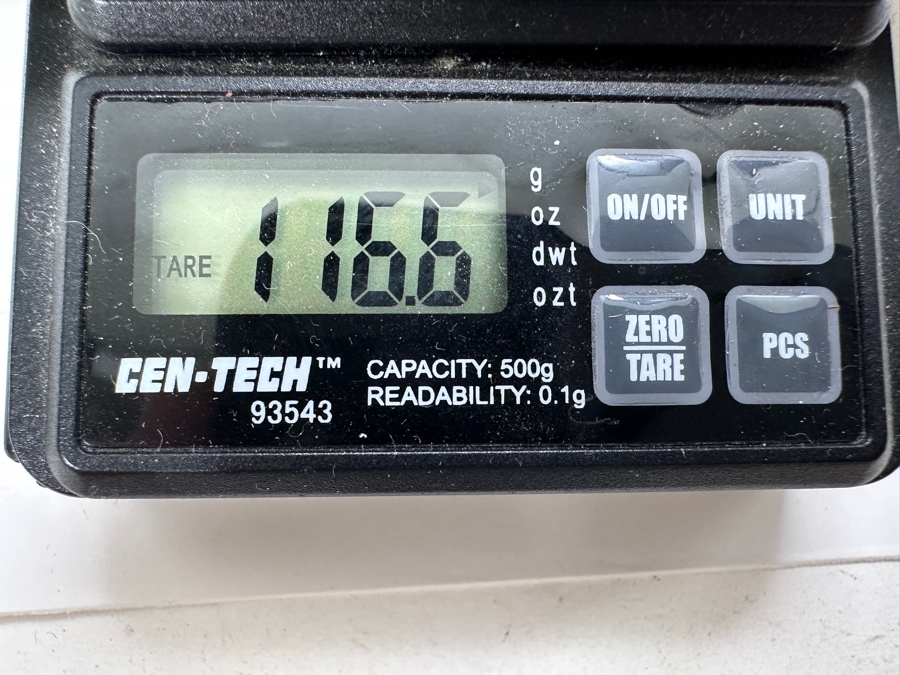 TARE 116.6
g
oz
dwt
ozt
ON/OFF
UNIT
ZERO
TARE
PCS
CEN-TECH™
93543
CAPACITY: 500g
READABILITY: 0.1g